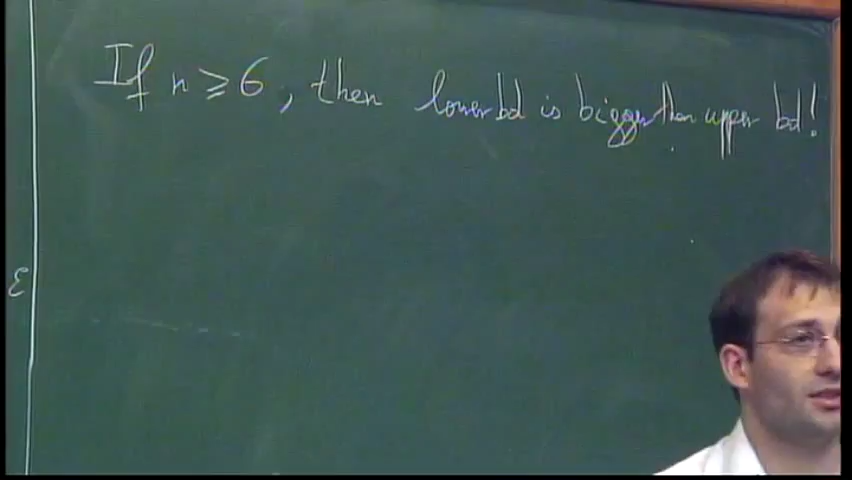 If n ⩾ 6, then lower bd is bigger than upper bd!
ε